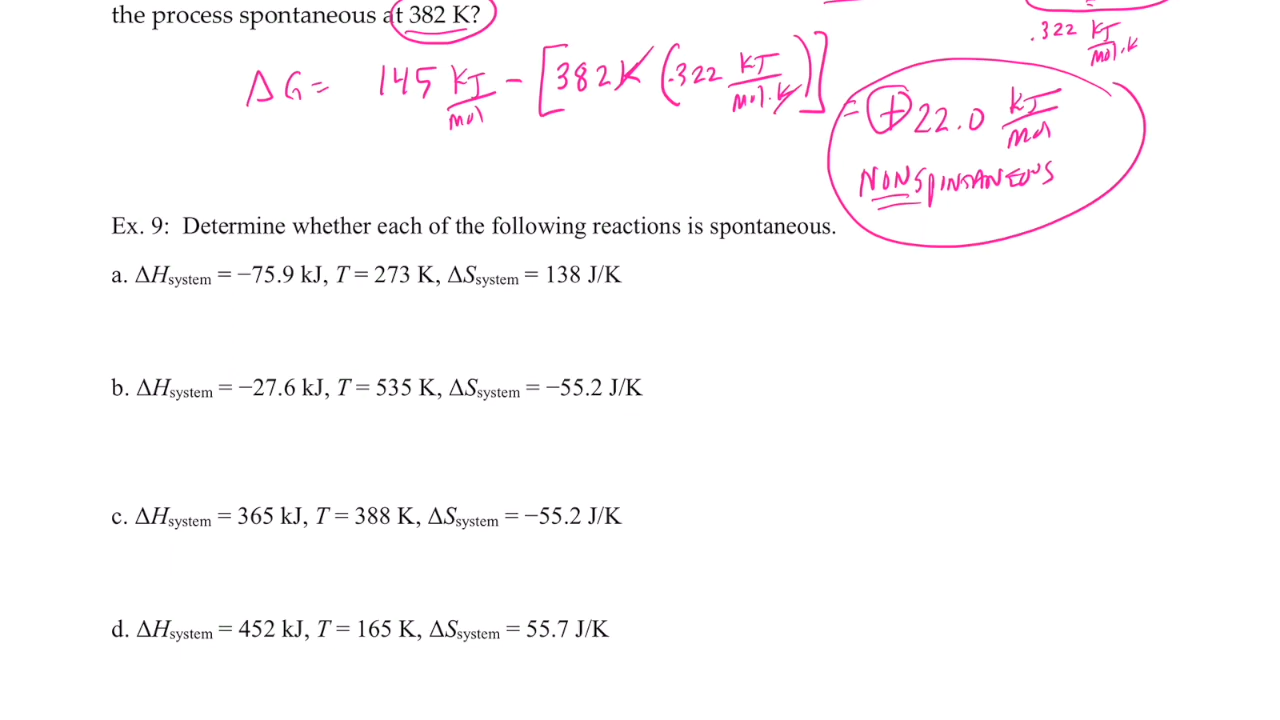 the process spontaneous at 382 K?
.322 kJ/mol·K
ΔG = 145 kJ/mol − [382K (.322 kJ/mol·K)] = +22.0 kJ/mol
NONSPONTANEOUS
Ex. 9: Determine whether each of the following reactions is spontaneous.
a. ΔHsystem = −75.9 kJ, T = 273 K, ΔSsystem = 138 J/K
b. ΔHsystem = −27.6 kJ, T = 535 K, ΔSsystem = −55.2 J/K
c. ΔHsystem = 365 kJ, T = 388 K, ΔSsystem = −55.2 J/K
d. ΔHsystem = 452 kJ, T = 165 K, ΔSsystem = 55.7 J/K